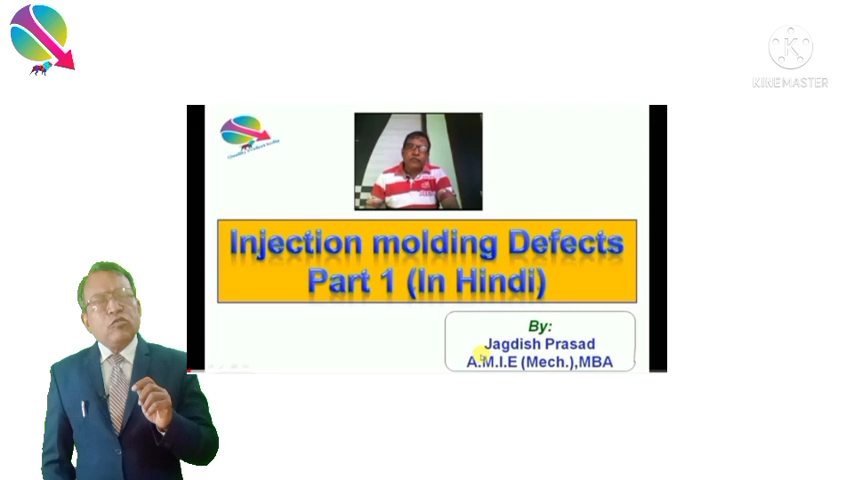 K
KINEMASTER
Injection molding Defects
Part 1 (In Hindi)
By:
Jagdish Prasad
A.M.I.E (Mech.),MBA